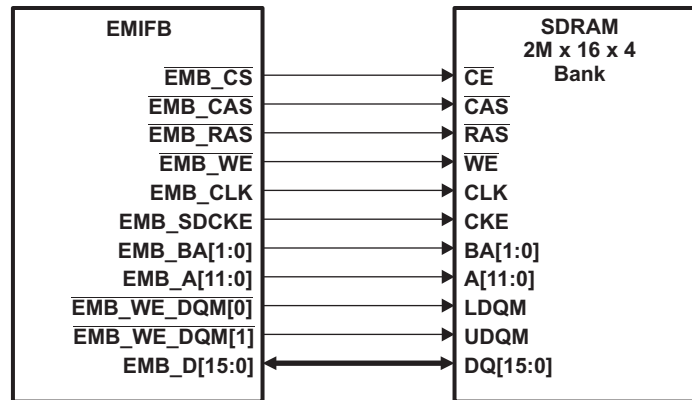 EMIFB
EMB_CS
EMB_CAS
EMB_RAS
EMB_WE
EMB_CLK
EMB_SDCKE
EMB_BA[1:0]
EMB_A[11:0]
EMB_WE_DQM[0]
EMB_WE_DQM[1]
EMB_D[15:0]
SDRAM
2M x 16 x 4
Bank
CE
CAS
RAS
WE
CLK
CKE
BA[1:0]
A[11:0]
LDQM
UDQM
DQ[15:0]